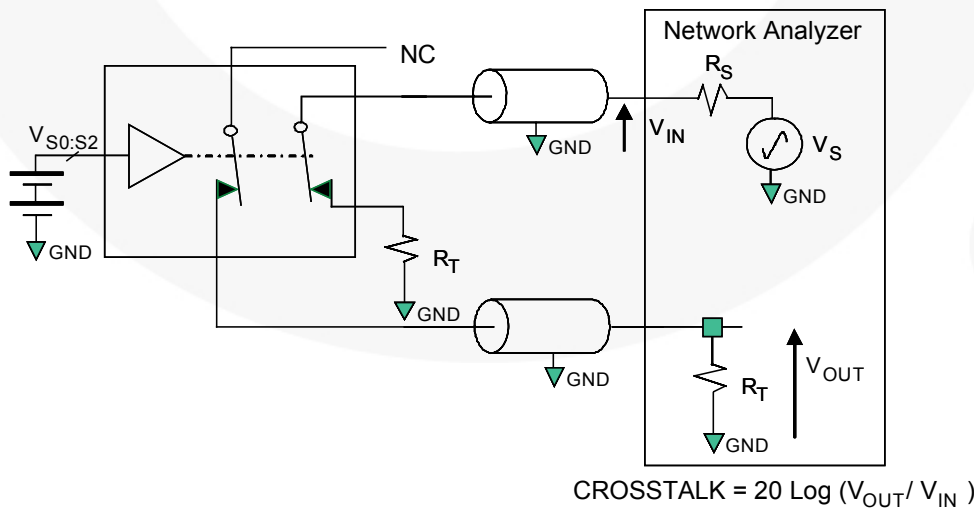 Network Analyzer
NC
R_S
V_S0:S2
GND
V_IN
V_S
GND
GND
R_T
GND
GND
R_T
V_OUT
GND
CROSSTALK = 20 Log (V_OUT/ V_IN )